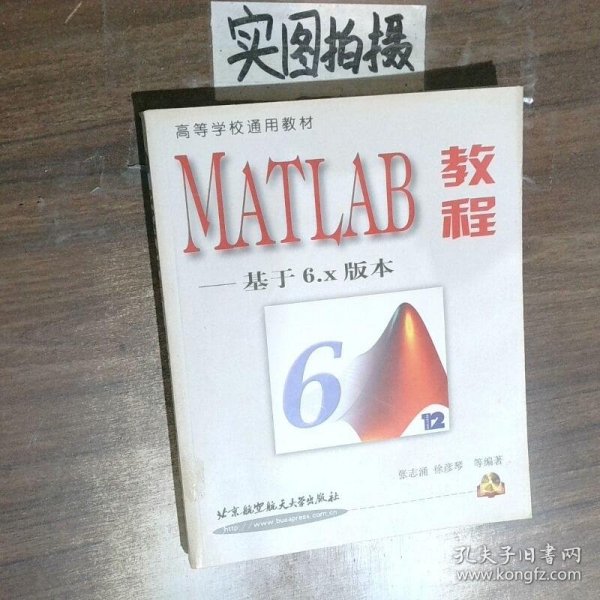 实图拍摄
高等学校通用教材
MATLAB 教程
——基于 6.x 版本
6
12
张志涌 徐彦琴 等编著
北京航空航天大学出版社
http://www.buaapress.com.cn
孔夫子旧书网
www.kongfz.com